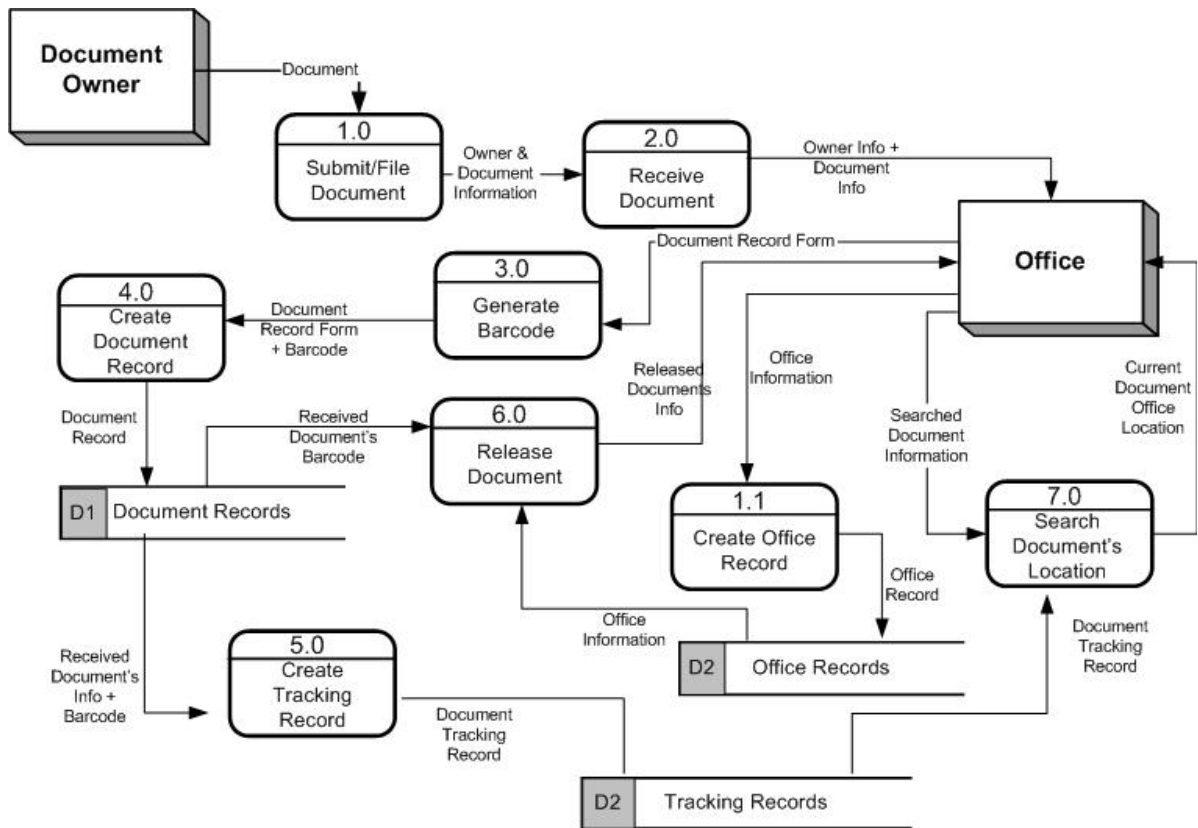 Document
Owner
Document
1.0
Submit/File
Document
Owner &
Document
Information
2.0
Receive
Document
Owner Info +
Document
Info
Office
Document Record Form
3.0
Generate
Barcode
Document
Record Form
+ Barcode
4.0
Create
Document
Record
Document
Record
Received
Document's
Barcode
6.0
Release
Document
Released
Documents
Info
Office
Information
Searched
Document
Information
Current
Document
Office
Location
D1
Document Records
1.1
Create Office
Record
7.0
Search
Document's
Location
Office
Record
Office
Information
D2
Office Records
Document
Tracking
Record
Received
Document's
Info +
Barcode
5.0
Create
Tracking
Record
Document
Tracking
Record
D2
Tracking Records